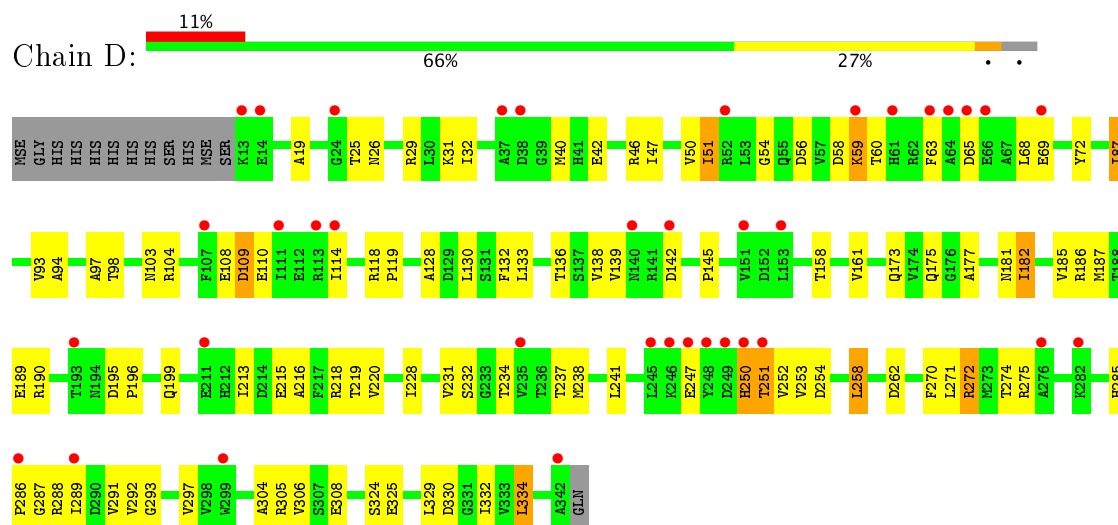 11%
Chain D:
66% 27% • •
MSE GLY HIS HIS HIS HIS HIS HIS SER HIS MSE SER K13 E14 A19 G24 T25 N26 R29 L30 K31 I32 A37 D38 G39 M40 H41 E42 R46 I47 V50 I51 R52 L53 G54 Q55 D56 V57 D58 K59 T60 H61 R62 F63 A64 D65 E66 A67 L68 E69 Y72 I87
V93 A94 A97 T98 N103 R104 F107 E108 D109 E110 I111 E112 R113 I114 R118 P119 A128 D129 L130 S131 F132 L133 T136 S137 V138 V139 N140 R141 D142 P145 V151 D152 L153 T158 V161 Q173 V174 Q175 G176 A177 N181 I182 V185 R186 M187 T188
E189 R190 T193 N194 D195 P196 Q199 E211 H212 I213 D214 E215 A216 F217 R218 T219 V220 I228 V231 S232 G233 T234 V235 T236 T237 M238 L241 L245 K246 E247 Y248 D249 H250 T251 V252 V253 D254 L258 D262 F270 L271 R272 M273 T274 R275 A276 K282 H285
P286 G287 R288 I289 D290 V291 V292 G293 V297 V298 W299 A304 R305 V306 S307 E308 S324 E325 L329 D330 G331 I332 V333 L334 A342 GLN